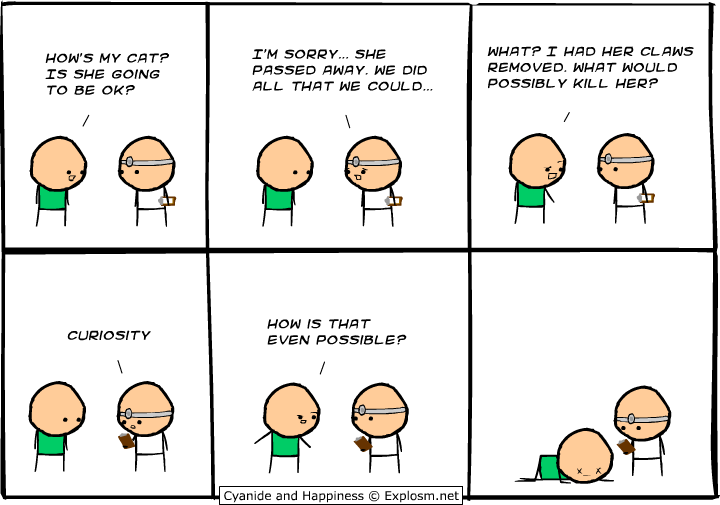 HOW'S MY CAT?
IS SHE GOING
TO BE OK?
I'M SORRY... SHE
PASSED AWAY. WE DID
ALL THAT WE COULD...
WHAT? I HAD HER CLAWS
REMOVED. WHAT WOULD
POSSIBLY KILL HER?
CURIOSITY
HOW IS THAT
EVEN POSSIBLE?
Cyanide and Happiness © Explosm.net